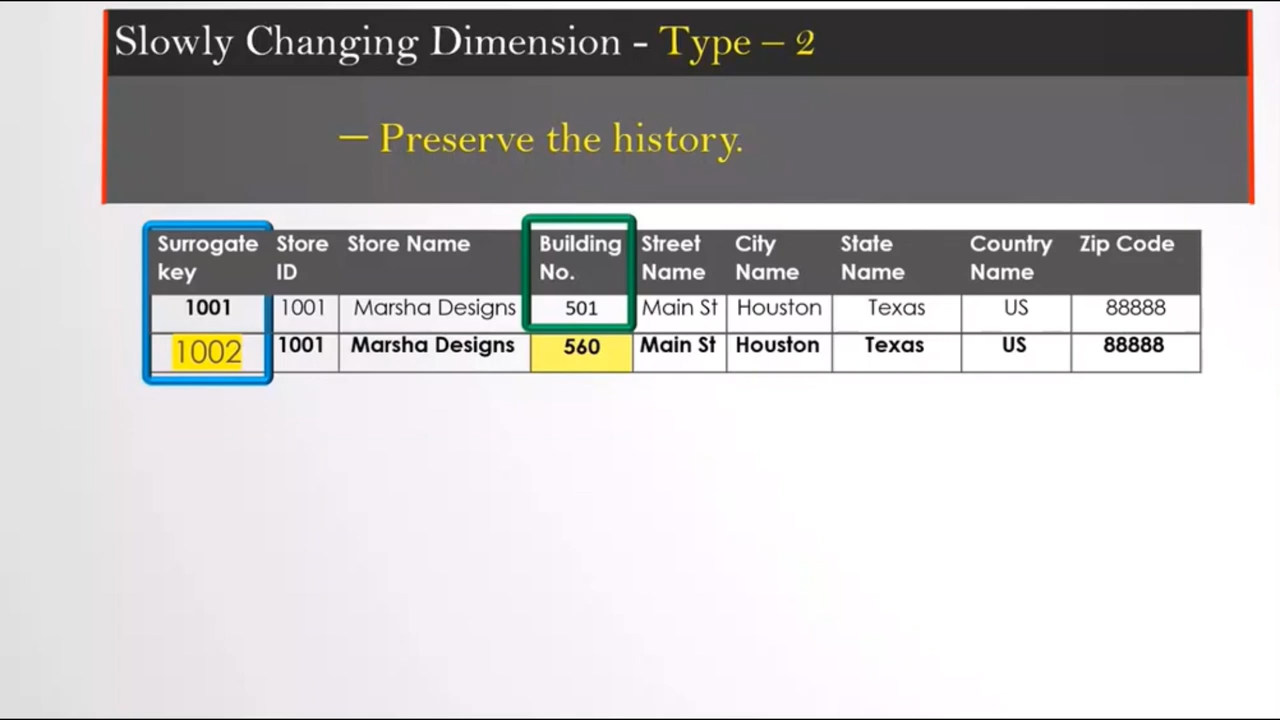 Slowly Changing Dimension - Type – 2
– Preserve the history.
Surrogate key Store ID Store Name Building No. Street Name City Name State Name Country Name Zip Code
1001 1001 Marsha Designs 501 Main St Houston Texas US 88888
1002 1001 Marsha Designs 560 Main St Houston Texas US 88888